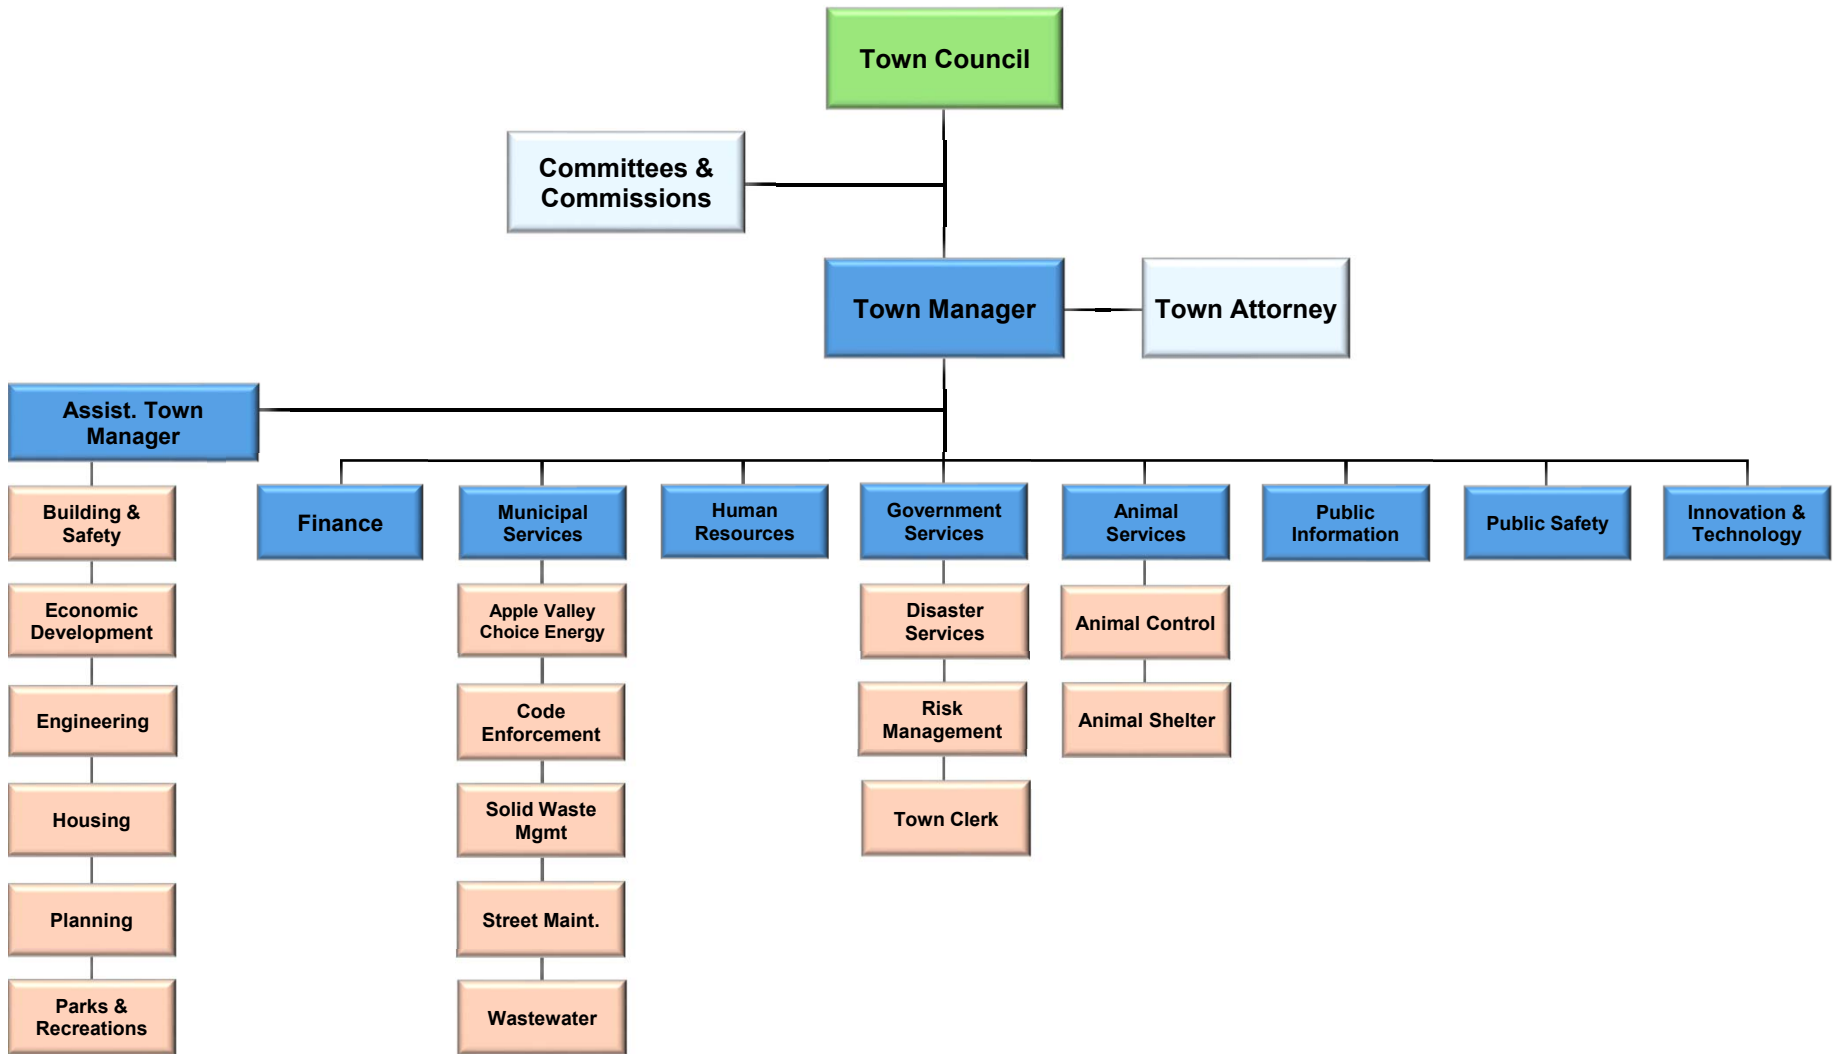 Town Council
Committees &
Commissions
Town Manager
Town Attorney
Assist. Town
Manager
Building &
Safety
Economic
Development
Engineering
Housing
Planning
Parks &
Recreations
Finance
Municipal
Services
Apple Valley
Choice Energy
Code
Enforcement
Solid Waste
Mgmt
Street Maint.
Wastewater
Human
Resources
Government
Services
Disaster
Services
Risk
Management
Town Clerk
Animal
Services
Animal Control
Animal Shelter
Public
Information
Public Safety
Innovation &
Technology